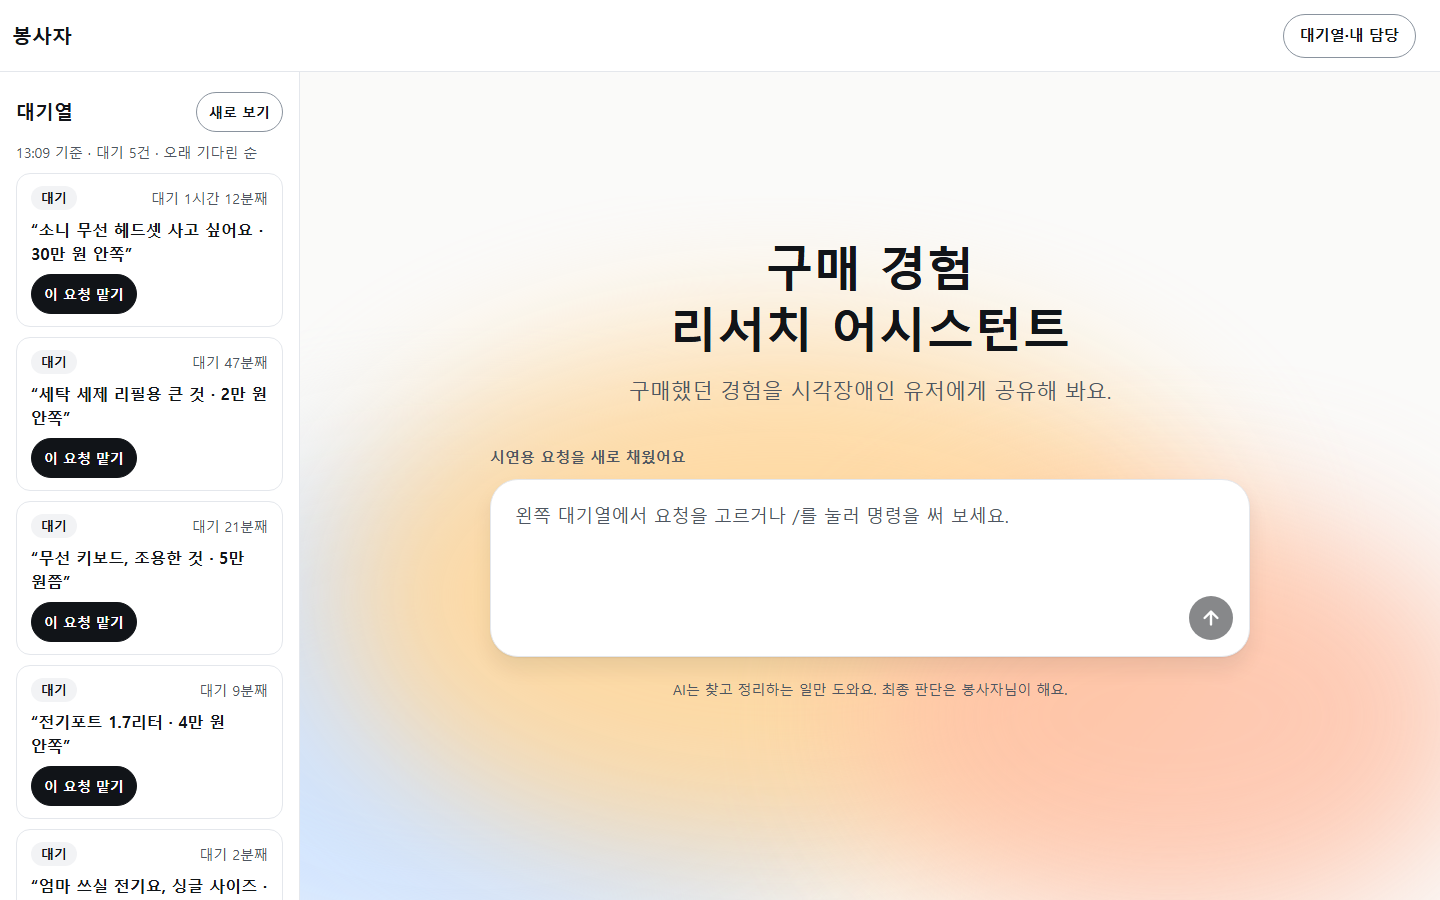 봉사자
대기열·내 담당
대기열
새로 보기
13:09 기준 · 대기 5건 · 오래 기다린 순
대기
대기 1시간 12분째
“소니 무선 헤드셋 사고 싶어요 ·
30만 원 안쪽”
이 요청 맡기
대기
대기 47분째
“세탁 세제 리필용 큰 것 · 2만 원
안쪽”
이 요청 맡기
대기
대기 21분째
“무선 키보드, 조용한 것 · 5만
원쯤”
이 요청 맡기
대기
대기 9분째
“전기포트 1.7리터 · 4만 원
안쪽”
이 요청 맡기
대기
대기 2분째
“엄마 쓰실 전기요, 싱글 사이즈 ·
구매 경험
리서치 어시스턴트
구매했던 경험을 시각장애인 유저에게 공유해 봐요.
시연용 요청을 새로 채웠어요
왼쪽 대기열에서 요청을 고르거나 /를 눌러 명령을 써 보세요.
AI는 찾고 정리하는 일만 도와요. 최종 판단은 봉사자님이 해요.